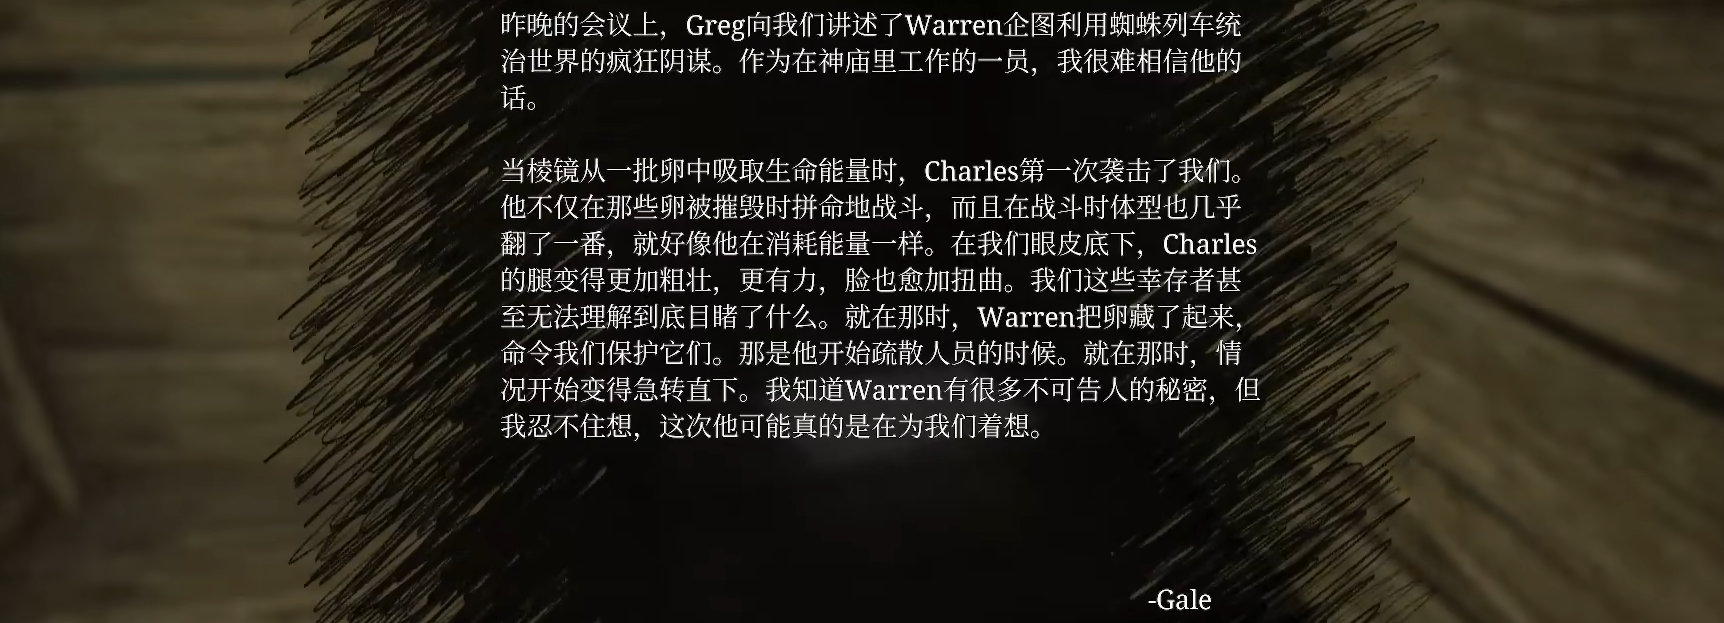 昨晚的会议上，Greg向我们讲述了Warren企图利用蜘蛛列车统
治世界的疯狂阴谋。作为在神庙里工作的一员，我很难相信他的
话。
当棱镜从一批卵中吸取生命能量时，Charles第一次袭击了我们。
他不仅在那些卵被摧毁时拼命地战斗，而且在战斗时体型也几乎
翻了一番，就好像他在消耗能量一样。在我们眼皮底下，Charles
的腿变得更加粗壮，更有力，脸也愈加扭曲。我们这些幸存者甚
至无法理解到底目睹了什么。就在那时，Warren把卵藏了起来，
命令我们保护它们。那是他开始疏散人员的时候。就在那时，情
况开始变得急转直下。我知道Warren有很多不可告人的秘密，但
我忍不住想，这次他可能真的是在为我们着想。
-Gale